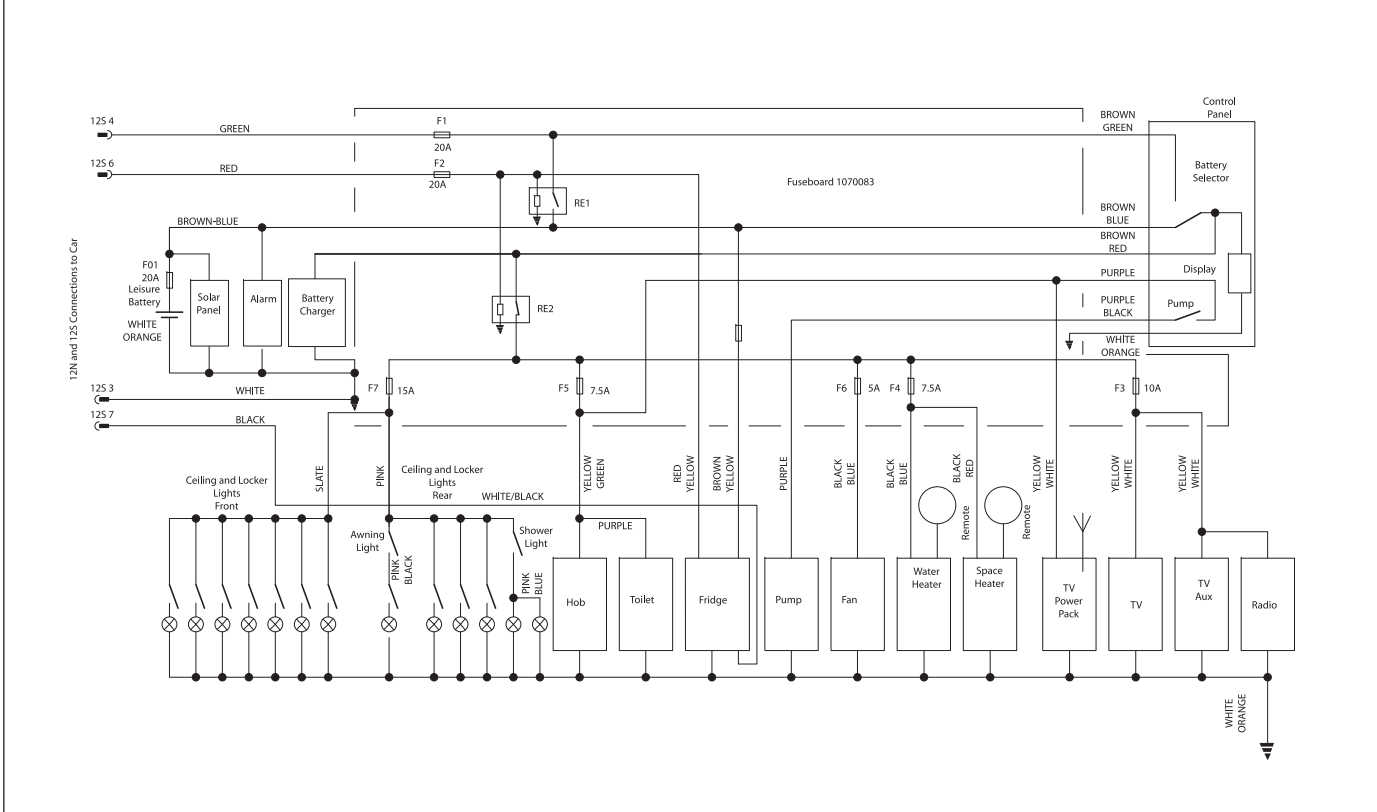 Control
Panel
12S 4
GREEN
F1
20A
BROWN
GREEN
12S 6
RED
F2
20A
Battery
Selector
Fuseboard 1070083
RE1
BROWN-BLUE
BROWN
BLUE
BROWN
RED
12N and 12S Connections to Car
F01
20A
Leisure
Battery
WHITE
ORANGE
Solar
Panel
Alarm
Battery
Charger
RE2
PURPLE
Display
PURPLE
BLACK
Pump
WHITE
ORANGE
12S 3
WHITE
F7
15A
F5
7.5A
F6
5A
F4
7.5A
F3
10A
12S 7
BLACK
Ceiling and Locker
Lights
Front
SLATE
PINK
Ceiling and Locker
Lights
Rear
WHITE/BLACK
YELLOW
GREEN
RED
YELLOW
BROWN
YELLOW
PURPLE
BLACK
BLUE
BLACK
BLUE
BLACK
RED
YELLOW
WHITE
YELLOW
WHITE
YELLOW
WHITE
Remote
Remote
Awning
Light
PINK
BLACK
Shower
Light
PINK
BLUE
PURPLE
Hob
Toilet
Fridge
Pump
Fan
Water
Heater
Space
Heater
TV
Power
Pack
TV
TV
Aux
Radio
WHITE
ORANGE